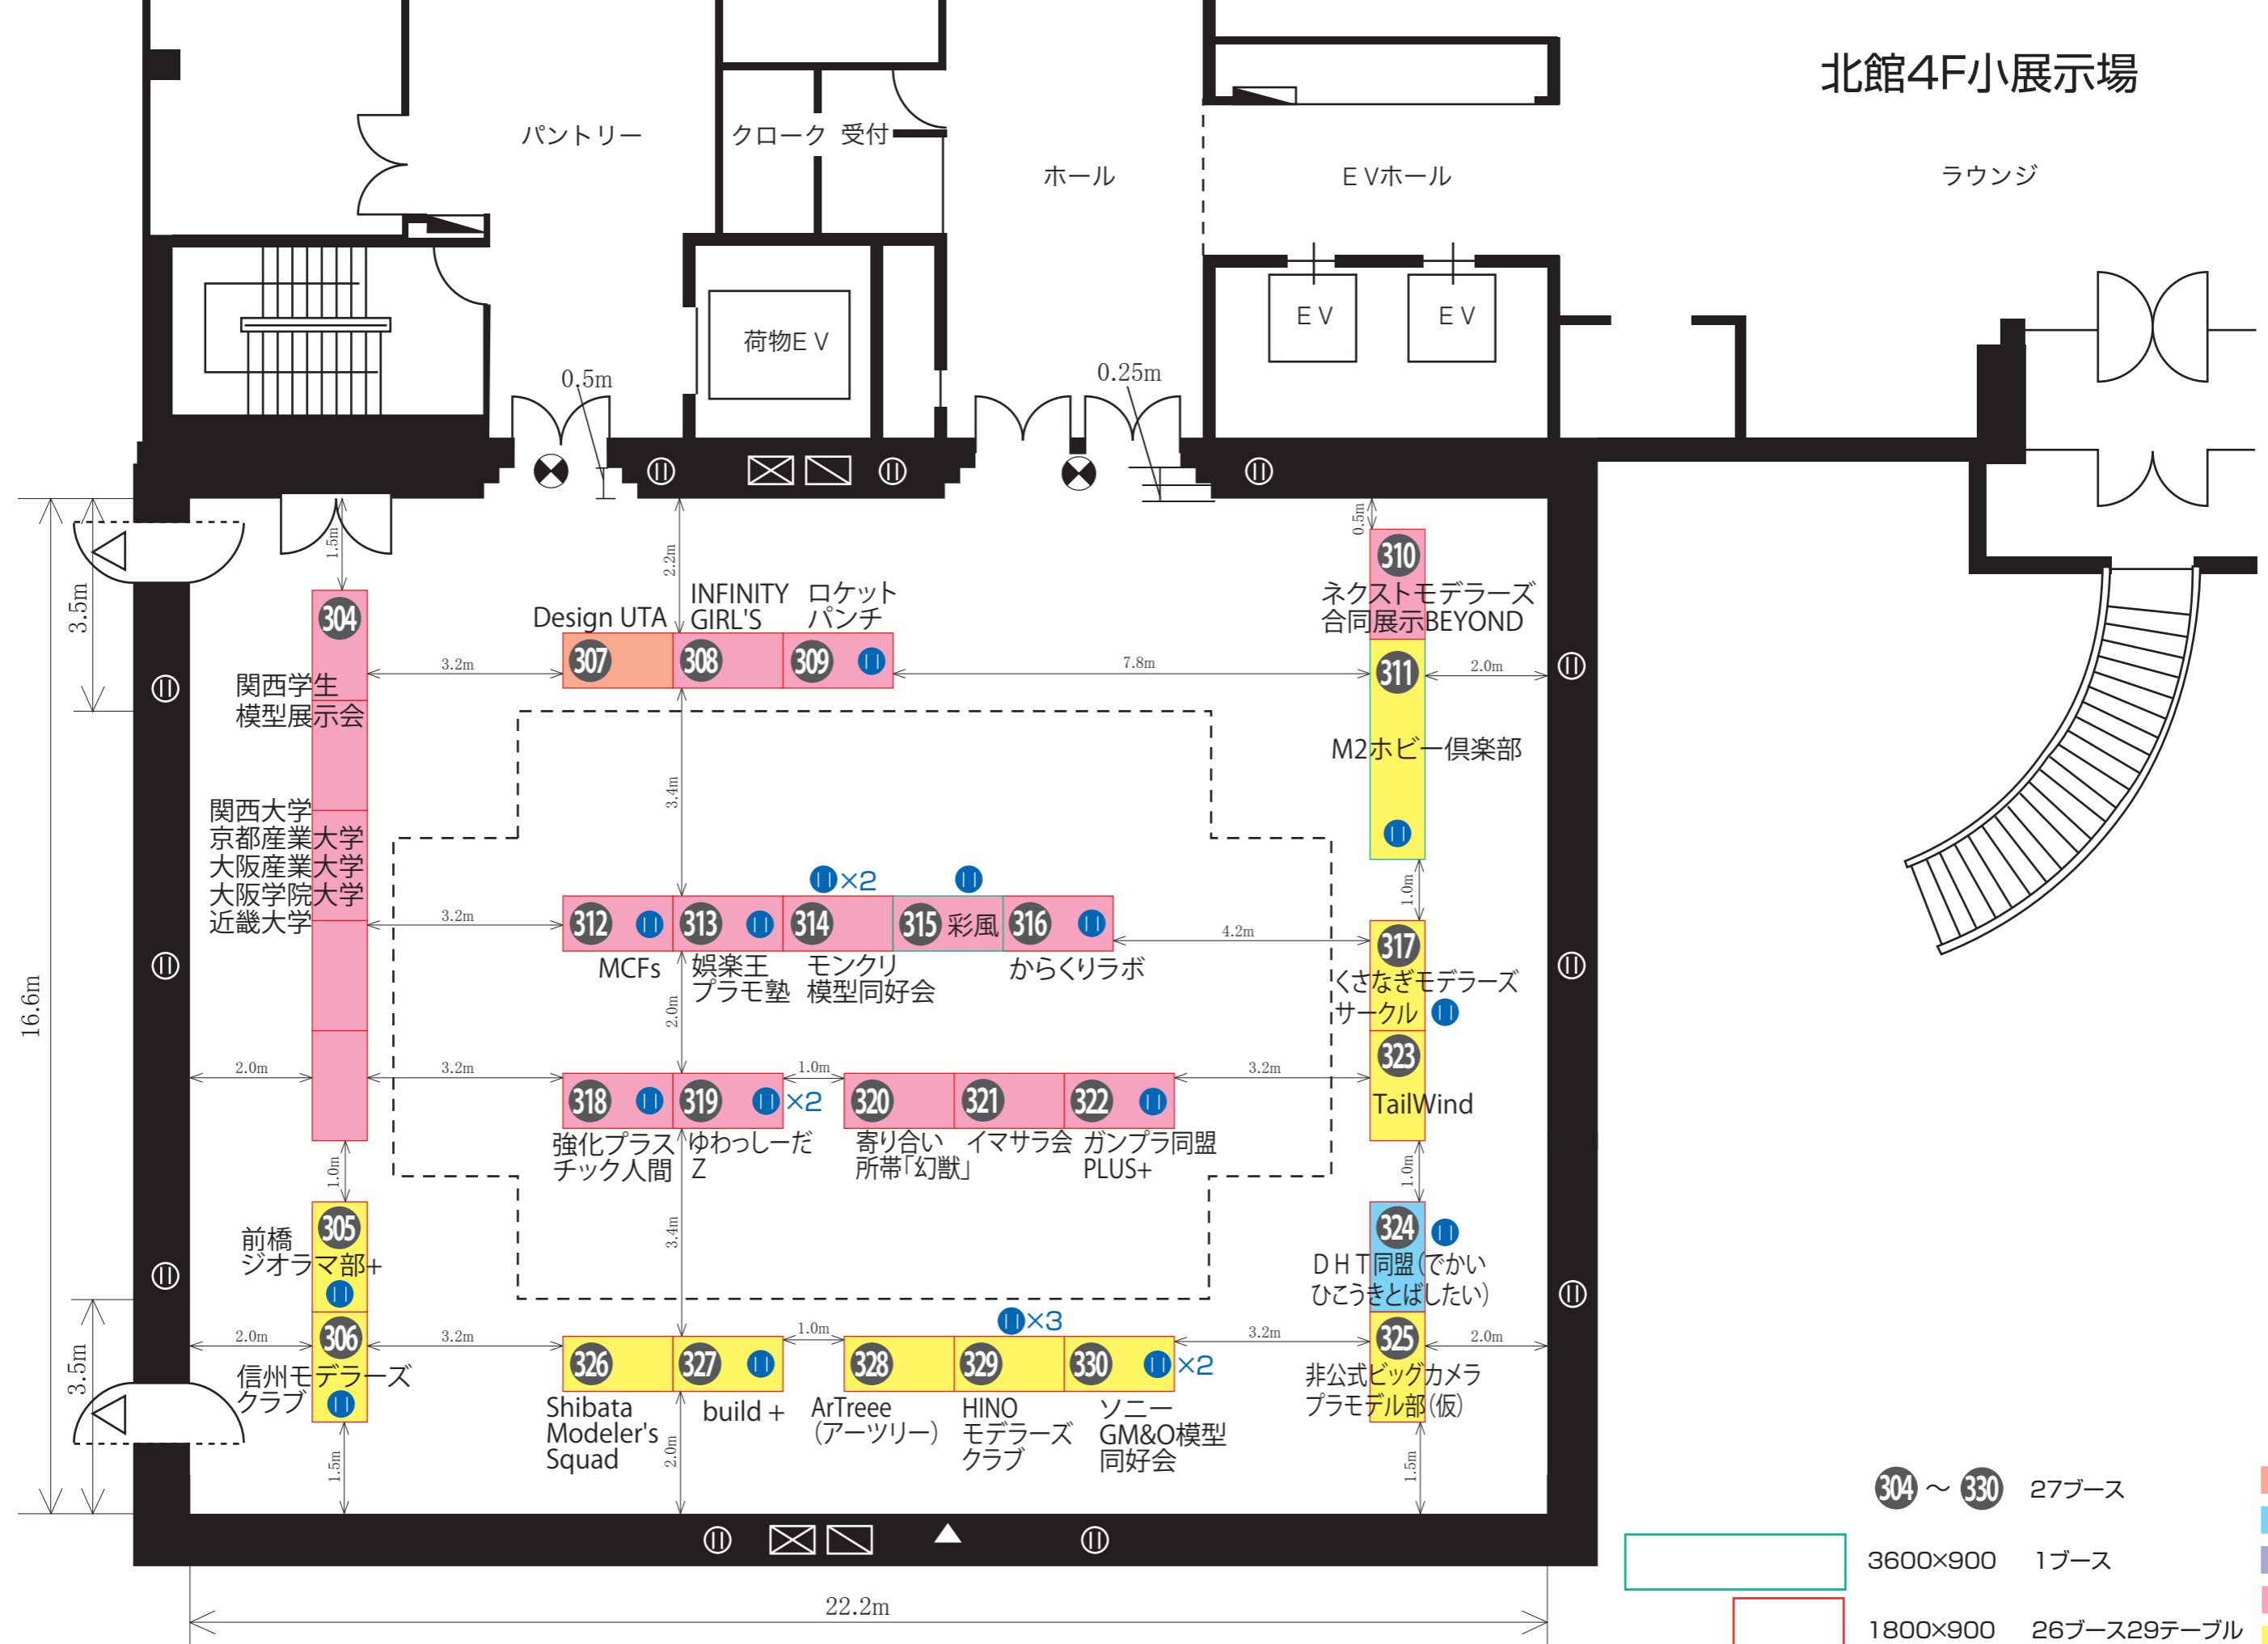 北館4F小展示場
パントリー
クローク
受付
ホール
EVホール
ラウンジ
荷物EV
EV
EV
0.5m
0.25m
1.5m
3.5m
2.2m
0.5m
304
関西学生
模型展示会
関西大学
京都産業大学
大阪産業大学
大阪学院大学
近畿大学
3.2m
Design UTA
307
INFINITY
GIRL'S
308
ロケット
パンチ
309
7.8m
310
ネクストモデラーズ
合同展示BEYOND
311
M2ホビー倶楽部
2.0m
3.4m
1.0m
16.6m
3.2m
312
MCFs
313
娯楽王
プラモ塾
×2
314
モンクリ
模型同好会
315 彩風
316
からくりラボ
4.2m
317
くさなぎモデラーズ
サークル
323
TailWind
2.0m
2.0m
3.2m
318
強化プラス
チック人間
319
×2
ゆわっしーだ
Z
1.0m
320
寄り合い
所帯「幻獣」
321
イマサラ会
322
ガンプラ同盟
PLUS+
3.2m
1.0m
1.0m
3.4m
305
前橋
ジオラマ部+
306
信州モデラーズ
クラブ
324
DHT同盟(でかい
ひこうきとばしたい)
325
非公式ビッグカメラ
プラモデル部(仮)
3.5m
2.0m
3.2m
326
Shibata
Modeler's
Squad
327
build +
1.0m
328
ArTreee
(アーツリー)
×3
329
HINO
モデラーズ
クラブ
330
×2
ソニー
GM&O模型
同好会
3.2m
2.0m
1.5m
2.0m
1.5m
22.2m
304 ～ 330 27ブース
3600×900 1ブース
1800×900 26ブース29テーブル